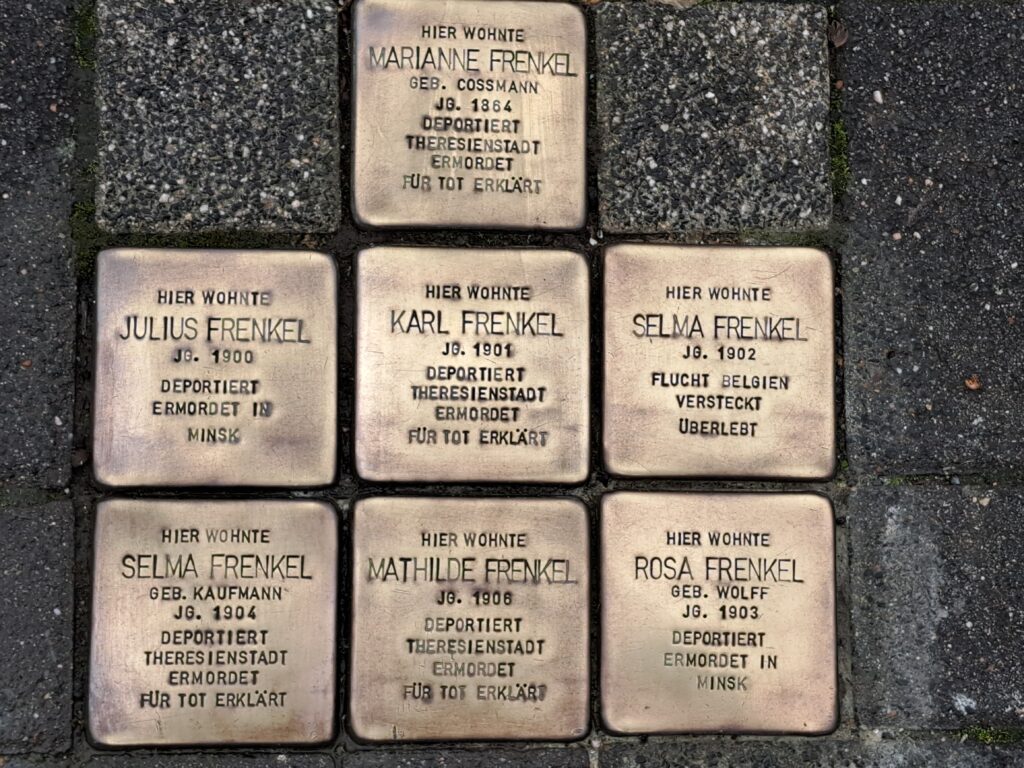 HIER WOHNTE
MARIANNE FRENKEL
GEB. COSSMANN
JG. 1864
DEPORTIERT
THERESIENSTADT
ERMORDET
FÜR TOT ERKLÄRT
HIER WOHNTE
JULIUS FRENKEL
JG. 1900
DEPORTIERT
ERMORDET IN
MINSK
HIER WOHNTE
KARL FRENKEL
JG. 1901
DEPORTIERT
THERESIENSTADT
ERMORDET
FÜR TOT ERKLÄRT
HIER WOHNTE
SELMA FRENKEL
JG. 1902
FLUCHT BELGIEN
VERSTECKT
ÜBERLEBT
HIER WOHNTE
SELMA FRENKEL
GEB. KAUFMANN
JG. 1904
DEPORTIERT
THERESIENSTADT
ERMORDET
FÜR TOT ERKLÄRT
HIER WOHNTE
MATHILDE FRENKEL
JG. 1906
DEPORTIERT
THERESIENSTADT
ERMORDET
FÜR TOT ERKLÄRT
HIER WOHNTE
ROSA FRENKEL
GEB. WOLFF
JG. 1903
DEPORTIERT
ERMORDET IN
MINSK